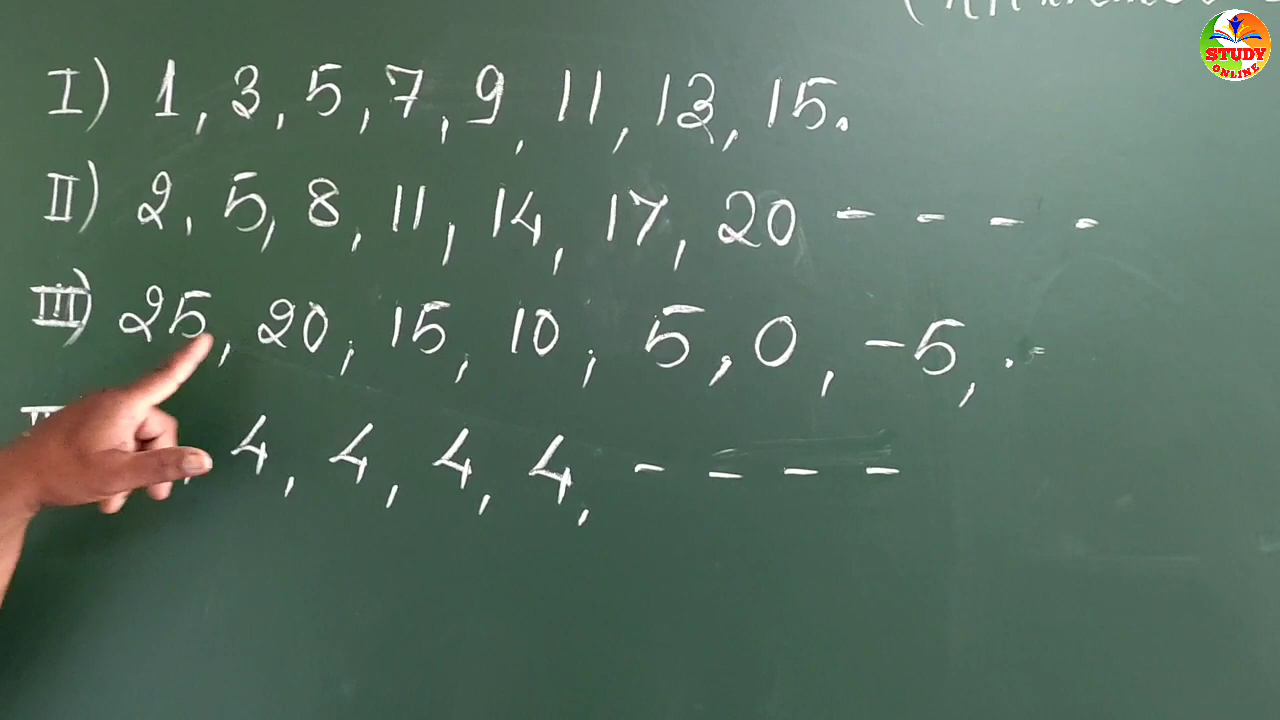 STUDY
ONLINE
I) 1, 3, 5, 7, 9, 11, 13, 15.
II) 2, 5, 8, 11, 14, 17, 20 - - - -
III) 25, 20, 15, 10, 5, 0, -5, .
, 4, 4, 4, 4, - - - -